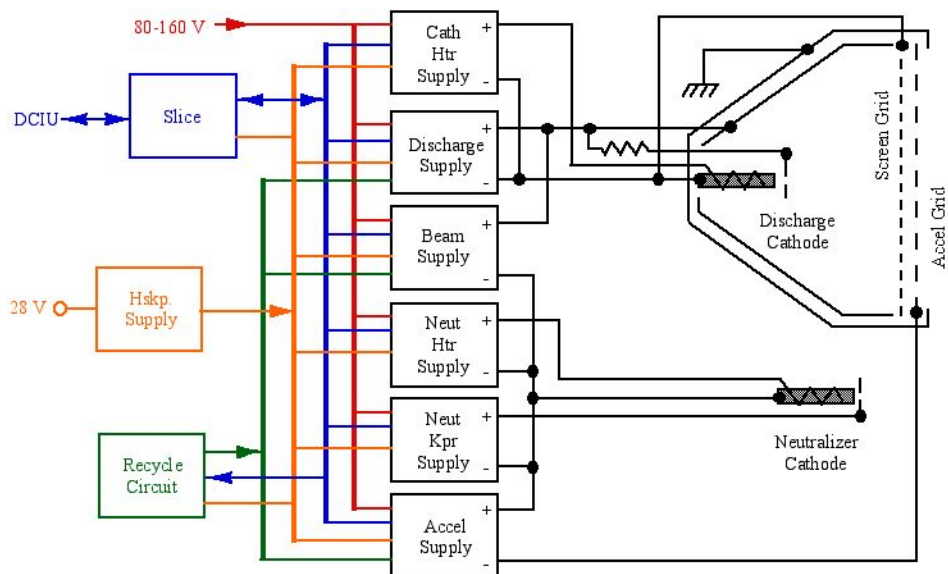 80-160 V
Cath
Htr
Supply
+
-
DCIU
Slice
Discharge
Supply
+
-
Beam
Supply
+
-
28 V
Hskp.
Supply
Neut
Htr
Supply
+
-
Neut
Kpr
Supply
+
-
Recycle
Circuit
Accel
Supply
+
-
Discharge
Cathode
Screen Grid
Accel Grid
Neutralizer
Cathode